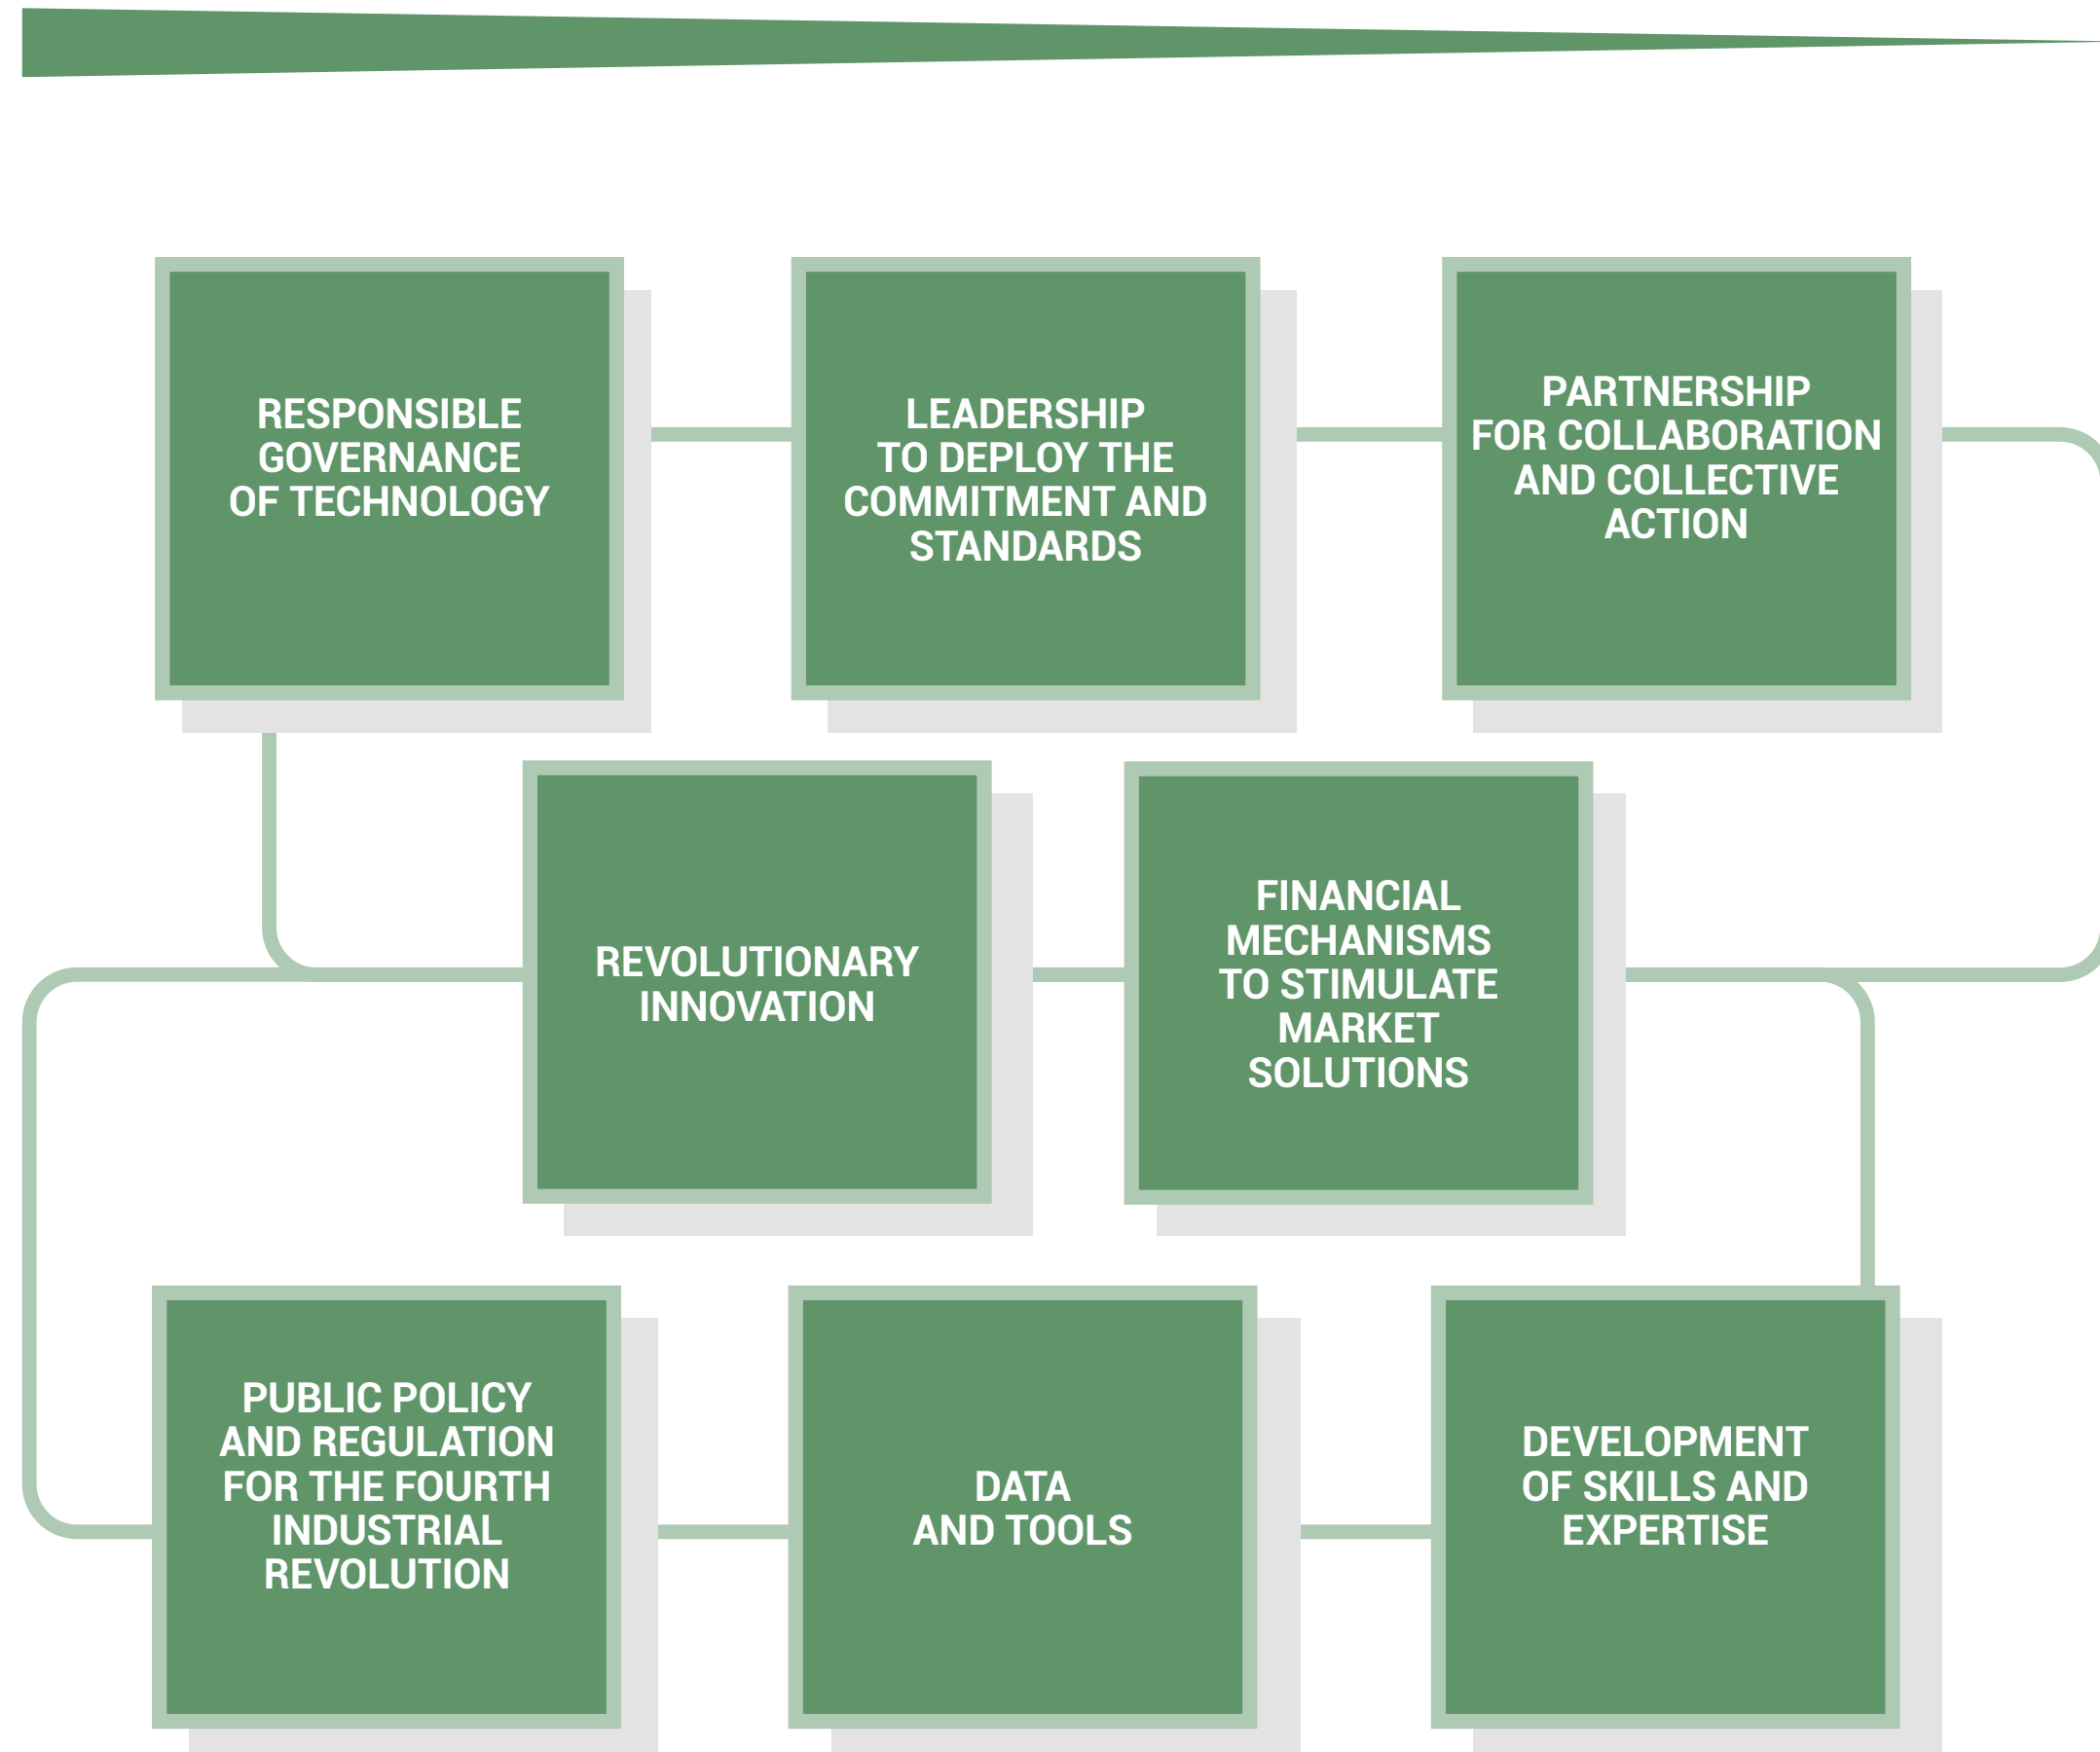 RESPONSIBLE
GOVERNANCE
OF TECHNOLOGY
LEADERSHIP
TO DEPLOY THE
COMMITMENT AND
STANDARDS
PARTNERSHIP
FOR COLLABORATION
AND COLLECTIVE
ACTION
REVOLUTIONARY
INNOVATION
FINANCIAL
MECHANISMS
TO STIMULATE
MARKET
SOLUTIONS
PUBLIC POLICY
AND REGULATION
FOR THE FOURTH
INDUSTRIAL
REVOLUTION
DATA
AND TOOLS
DEVELOPMENT
OF SKILLS AND
EXPERTISE